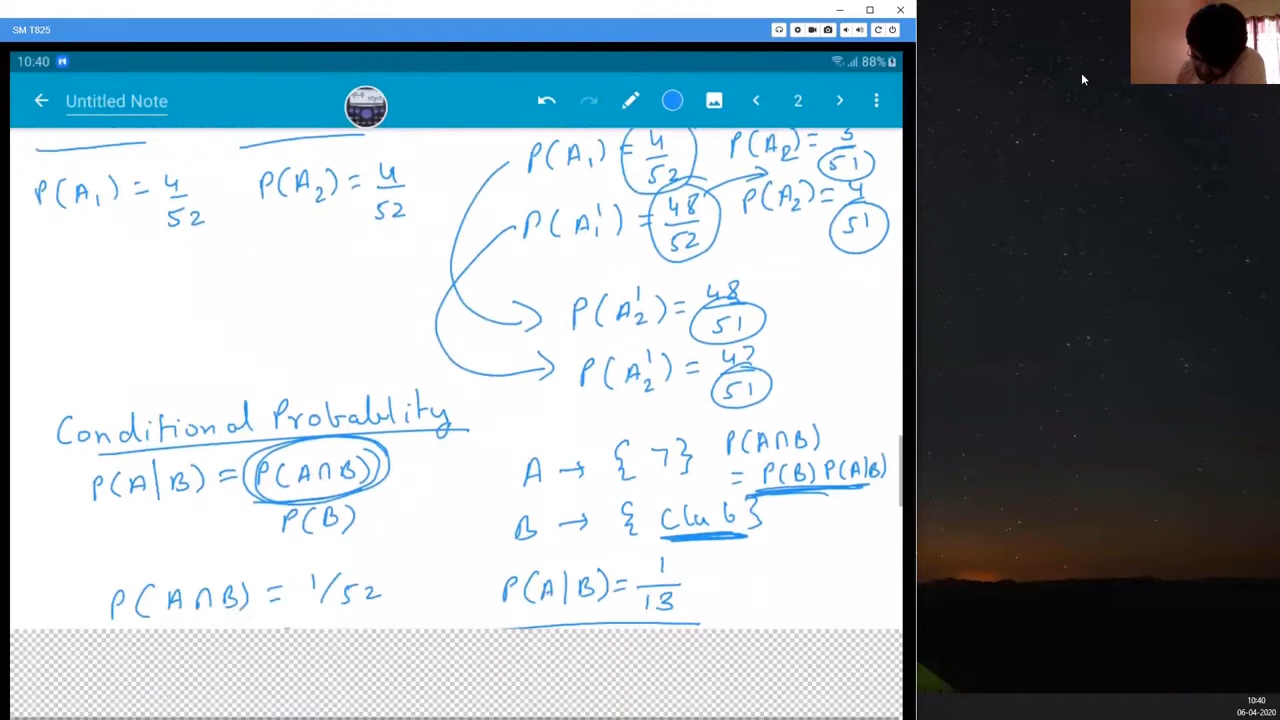 SM T825
10:40
88%
Untitled Note
2
P(A₁) = 4/52
P(A₂) = 4/52
P(A₁) = 4/52
P(A₂) = 3/51
P(A₁') = 48/52
P(A₂) = 4/51
P(A₂') = 48/51
P(A₂') = 47/51
Conditional Probability
P(A|B) = P(A∩B)/P(B)
A → { 7 }
P(A∩B)
= P(B) P(A|B)
B → { Club }
P(A∩B) = 1/52
P(A|B) = 1/13
10:40
06-04-2020